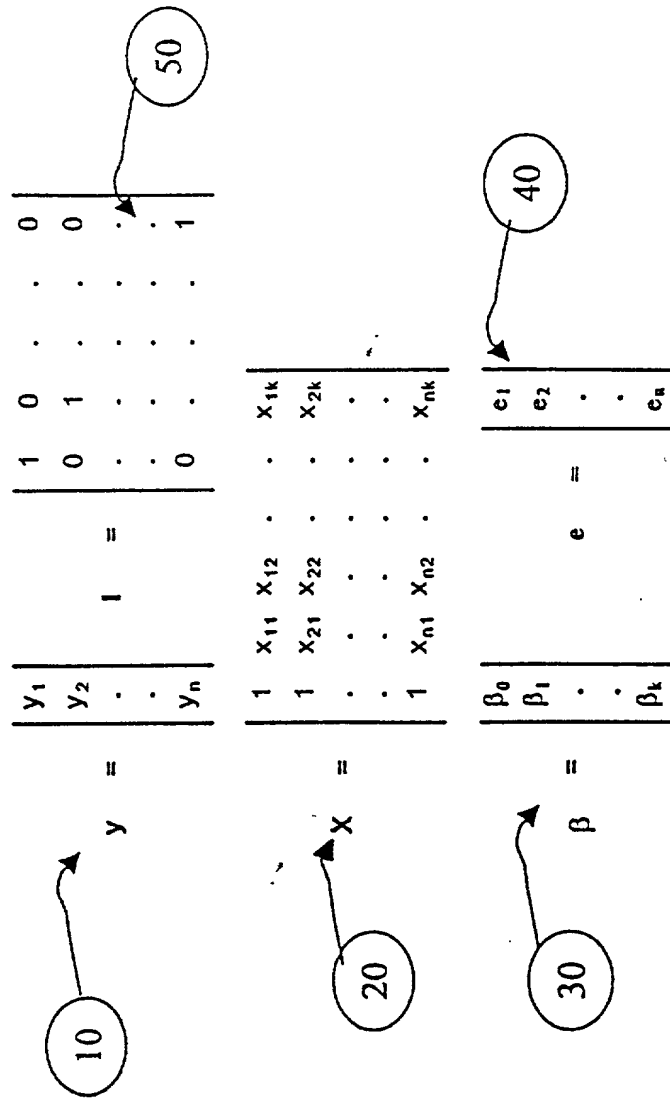 10
y = | y₁ | I = | 1 0 . . 0 |
| y₂ | | 0 1 . . 0 |
| . | | . . . . . |
| . | | . . . . . |
| yₙ | | 0 . . . 1 |
50
20
X = | 1 x₁₁ x₁₂ . . x₁ₖ |
| 1 x₂₁ x₂₂ . . x₂ₖ |
| . . . . . . |
| . . . . . . |
| 1 xₙ₁ xₙ₂ . . xₙₖ |
30
β = | β₀ | e = | e₁ |
| β₁ | | e₂ |
| . | | . |
| . | | . |
| βₖ | | eₙ |
40